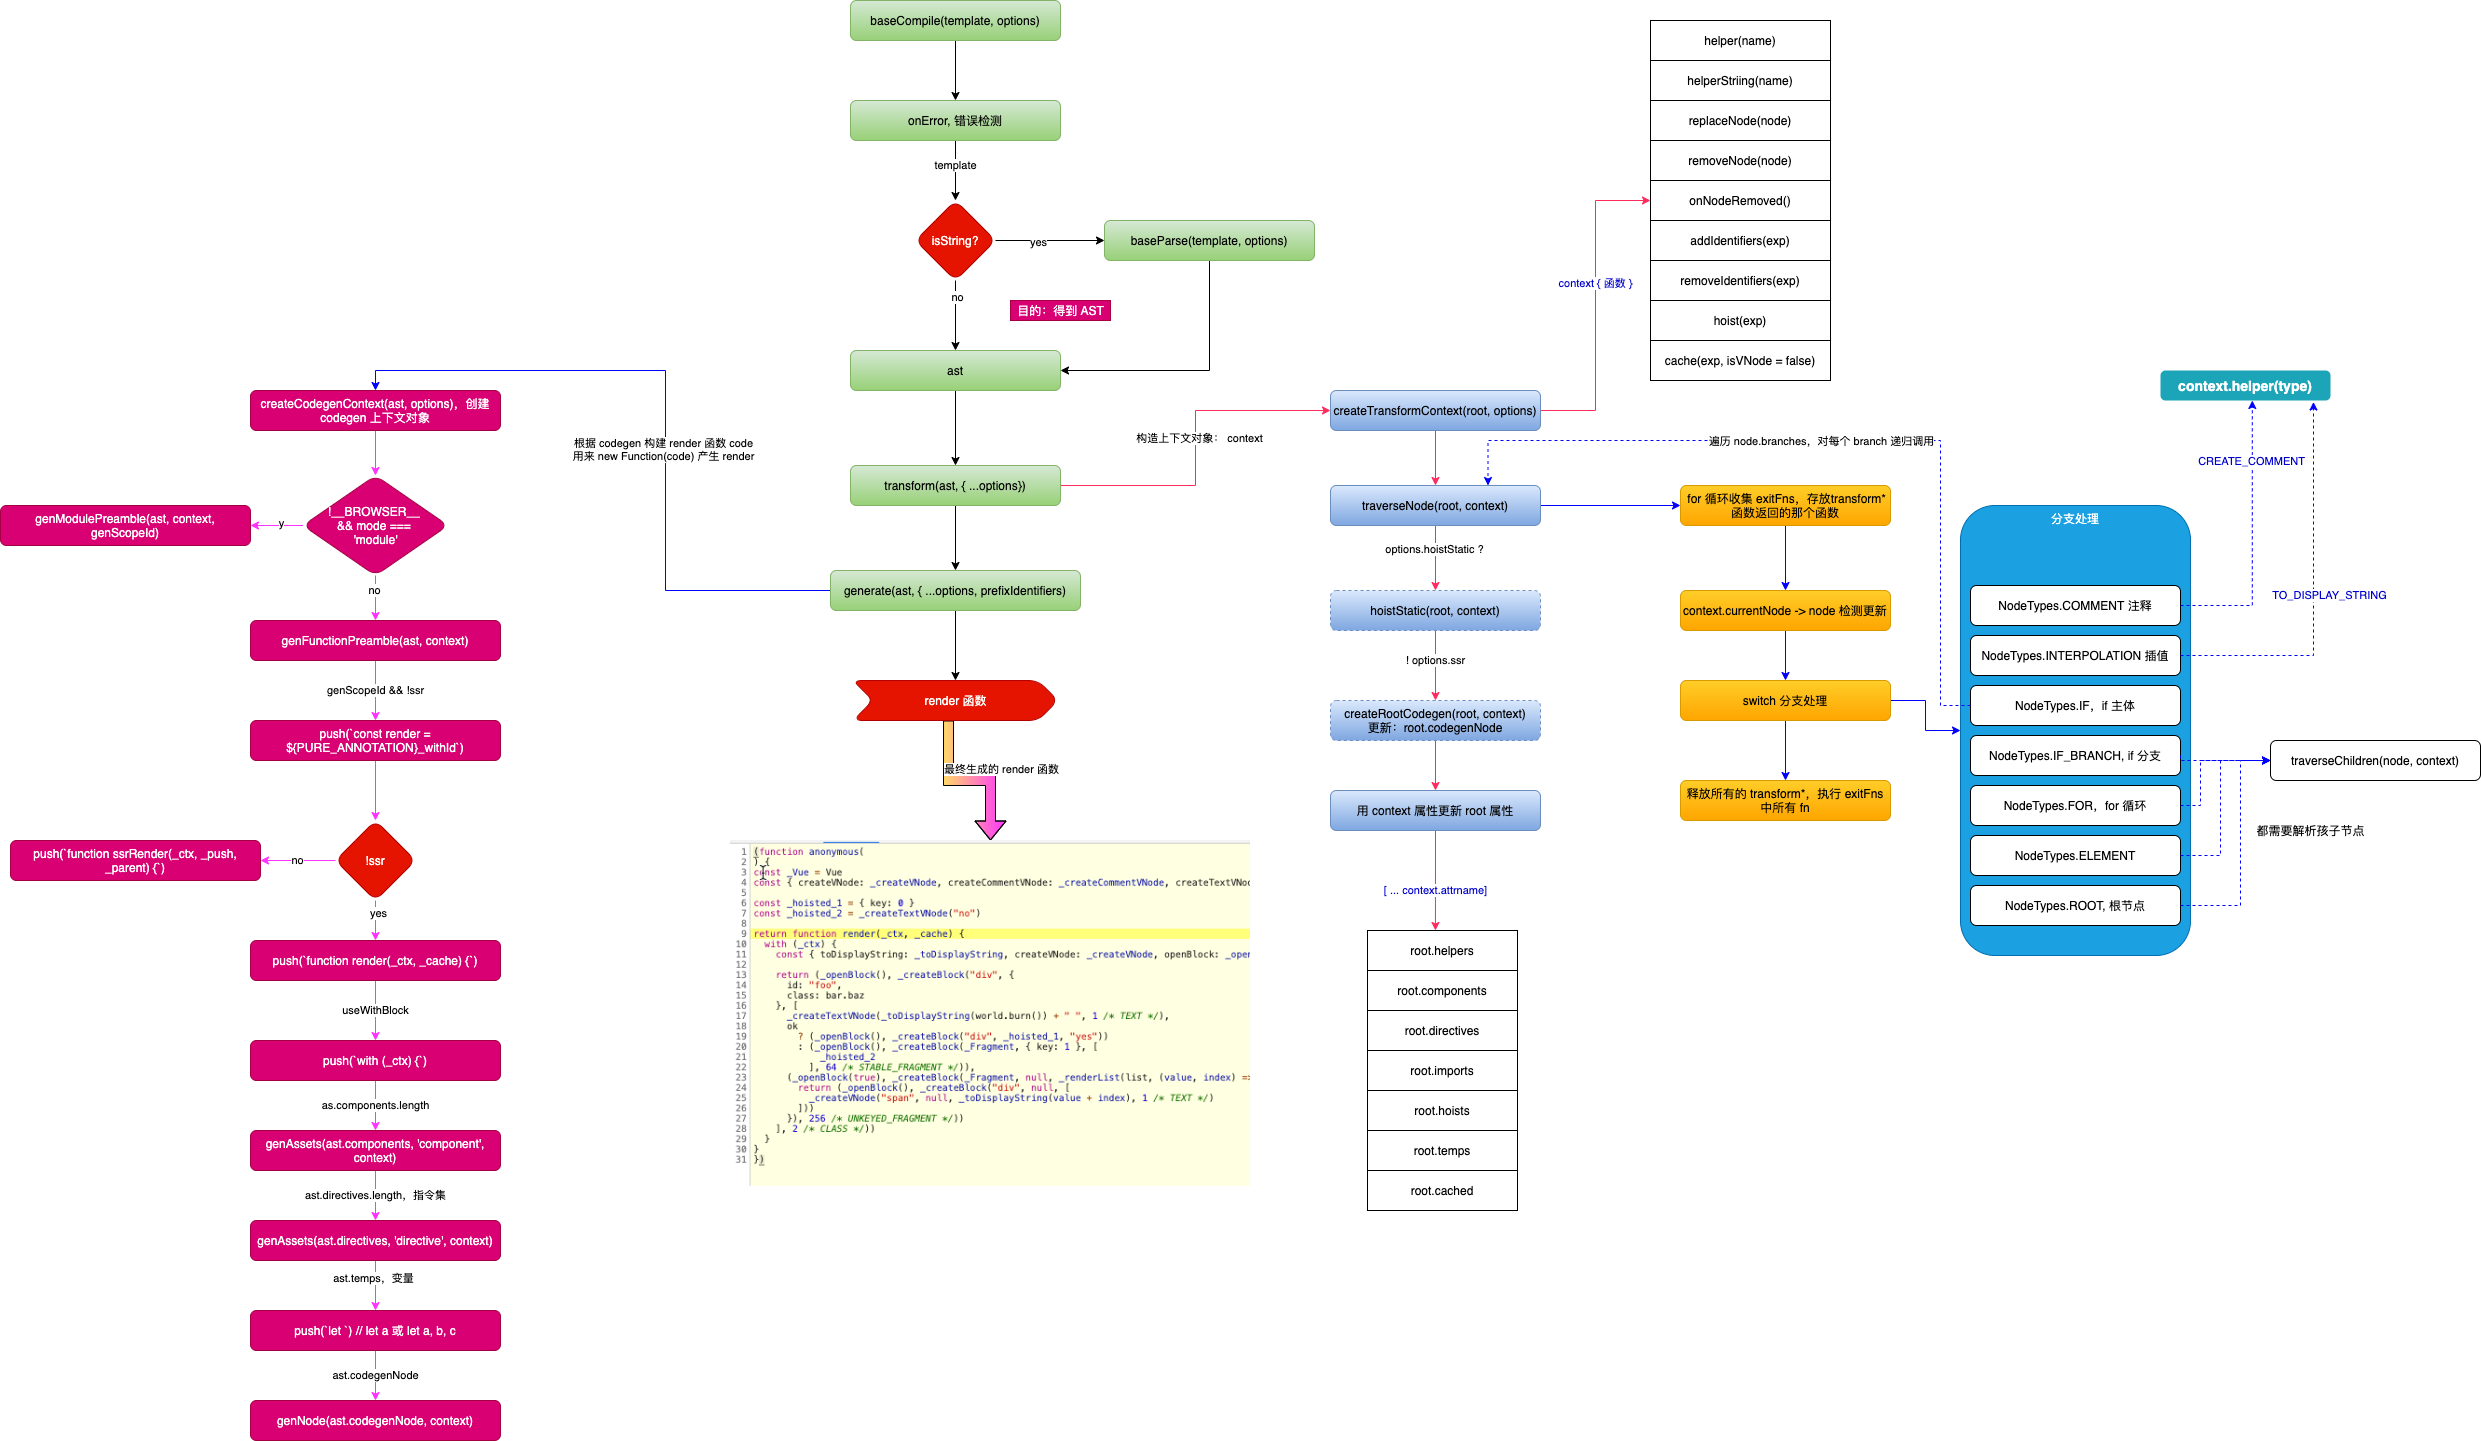 baseCompile(template, options)
onError, 错误检测
template
isString?
yes
baseParse(template, options)
no
目的：得到 AST
ast
transform(ast, { ...options})
generate(ast, { ...options, prefixIdentifiers)
render 函数
最终生成的 render 函数
根据 codegen 构建 render 函数 code
用来 new Function(code) 产生 render
createCodegenContext(ast, options)，创建
codegen 上下文对象
!__BROWSER__
&& mode ===
'module'
y
genModulePreamble(ast, context,
genScopeId)
no
genFunctionPreamble(ast, context)
genScopeId && !ssr
push(`const render =
${PURE_ANNOTATION}_withId`)
!ssr
no
push(`function ssrRender(_ctx, _push,
_parent) {`)
yes
push(`function render(_ctx, _cache) {`)
useWithBlock
push(`with (_ctx) {`)
as.components.length
genAssets(ast.components, 'component',
context)
ast.directives.length，指令集
genAssets(ast.directives, 'directive', context)
ast.temps，变量
push(`let `) // let a 或 let a, b, c
ast.codegenNode
genNode(ast.codegenNode, context)
1 (function anonymous(
2 ) {
3 const _Vue = Vue
4 const { createVNode: _createVNode, createCommentVNode: _createCommentVNode, createTextVNo
5
6 const _hoisted_1 = { key: 0 }
7 const _hoisted_2 = _createTextVNode("no")
8
9 return function render(_ctx, _cache) {
10 with (_ctx) {
11 const { toDisplayString: _toDisplayString, createVNode: _createVNode, openBlock: _oper
12
13 return (_openBlock(), _createBlock("div", {
14 id: "foo",
15 class: bar.baz
16 }, [
17 _createTextVNode(_toDisplayString(world.burn()) + " ", 1 /* TEXT */),
18 ok
19 ? (_openBlock(), _createBlock("div", _hoisted_1, "yes"))
20 : (_openBlock(), _createBlock(_Fragment, { key: 1 }, [
21 _hoisted_2
22 ], 64 /* STABLE_FRAGMENT */)),
23 (_openBlock(true), _createBlock(_Fragment, null, _renderList(list, (value, index) =>
24 return (_openBlock(), _createBlock("div", null, [
25 _createVNode("span", null, _toDisplayString(value + index), 1 /* TEXT */)
26 ]))
27 }), 256 /* UNKEYED_FRAGMENT */))
28 ], 2 /* CLASS */))
29 }
30 }
31 })
构造上下文对象： context
createTransformContext(root, options)
context { 函数 }
helper(name)
helperStriing(name)
replaceNode(node)
removeNode(node)
onNodeRemoved()
addIdentifiers(exp)
removeIdentifiers(exp)
hoist(exp)
cache(exp, isVNode = false)
遍历 node.branches，对每个 branch 递归调用
traverseNode(root, context)
options.hoistStatic ?
hoistStatic(root, context)
! options.ssr
createRootCodegen(root, context)
更新：root.codegenNode
用 context 属性更新 root 属性
[ ... context.attrname]
root.helpers
root.components
root.directives
root.imports
root.hoists
root.temps
root.cached
for 循环收集 exitFns，存放transform*
函数返回的那个函数
context.currentNode -> node 检测更新
switch 分支处理
释放所有的 transform*，执行 exitFns
中所有 fn
context.helper(type)
CREATE_COMMENT
TO_DISPLAY_STRING
分支处理
NodeTypes.COMMENT 注释
NodeTypes.INTERPOLATION 插值
NodeTypes.IF，if 主体
NodeTypes.IF_BRANCH, if 分支
NodeTypes.FOR，for 循环
NodeTypes.ELEMENT
NodeTypes.ROOT, 根节点
traverseChildren(node, context)
都需要解析孩子节点